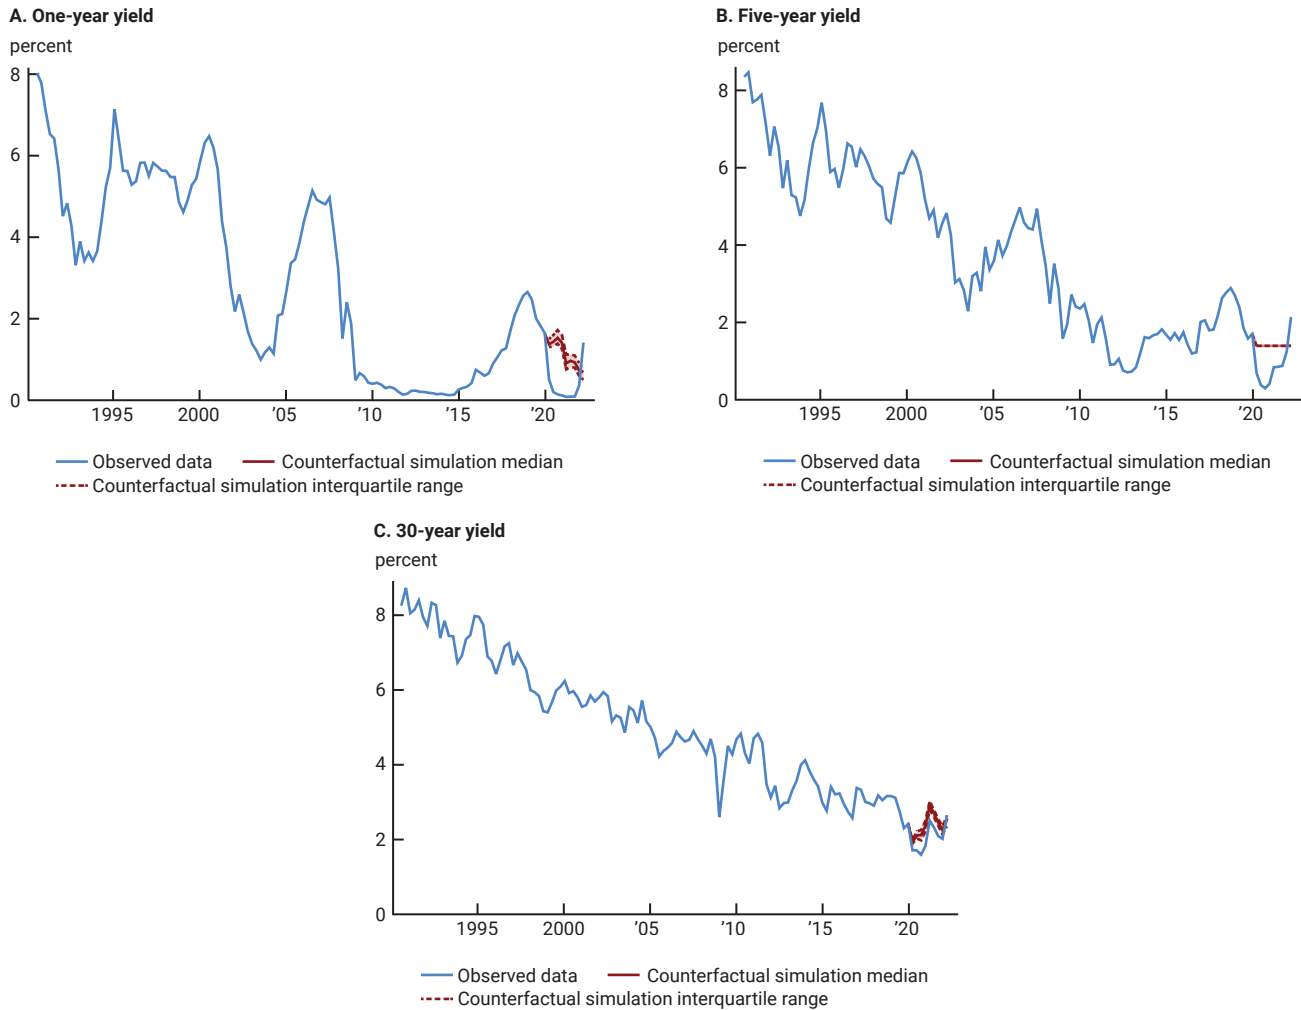 A. One-year yield
percent
8
6
4
2
0
1995 2000 ’05 ’10 ’15 ’20
Observed data Counterfactual simulation median
Counterfactual simulation interquartile range
B. Five-year yield
percent
8
6
4
2
0
1995 2000 ’05 ’10 ’15 ’20
Observed data Counterfactual simulation median
Counterfactual simulation interquartile range
C. 30-year yield
percent
8
6
4
2
0
1995 2000 ’05 ’10 ’15 ’20
Observed data Counterfactual simulation median
Counterfactual simulation interquartile range